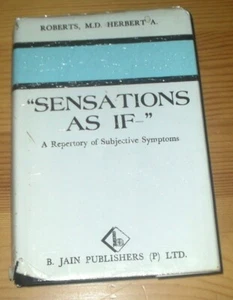 ROBERTS, M.D. HERBERT A.
"SENSATIONS
AS IF—"
A Repertory of Subjective Symptoms
B. JAIN PUBLISHERS (P) LTD.